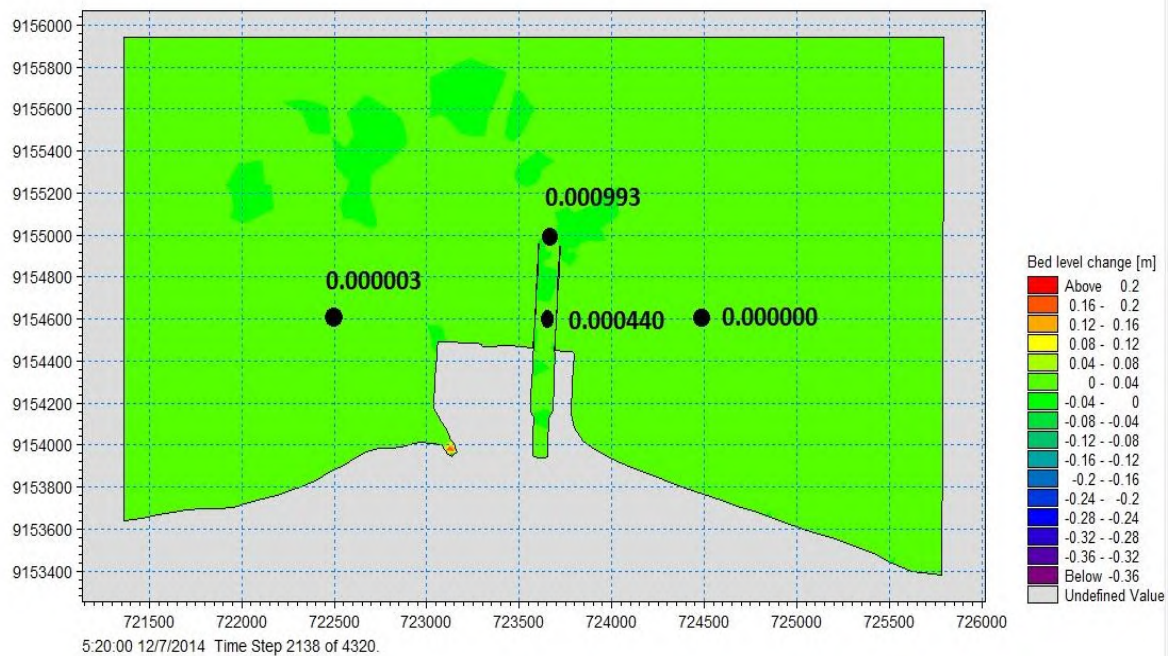 9156000
9155800
9155600
9155400
9155200
9155000
9154800
9154600
9154400
9154200
9154000
9153800
9153600
9153400
0.000993
0.000003
0.000440
0.000000
721500 722000 722500 723000 723500 724000 724500 725000 725500 726000
5:20:00 12/7/2014 Time Step 2138 of 4320.
Bed level change [m]
Above 0.2
0.16 - 0.2
0.12 - 0.16
0.08 - 0.12
0.04 - 0.08
0 - 0.04
-0.04 - 0
-0.08 - -0.04
-0.12 - -0.08
-0.16 - -0.12
-0.2 - -0.16
-0.24 - -0.2
-0.28 - -0.24
-0.32 - -0.28
-0.36 - -0.32
Below -0.36
Undefined Value